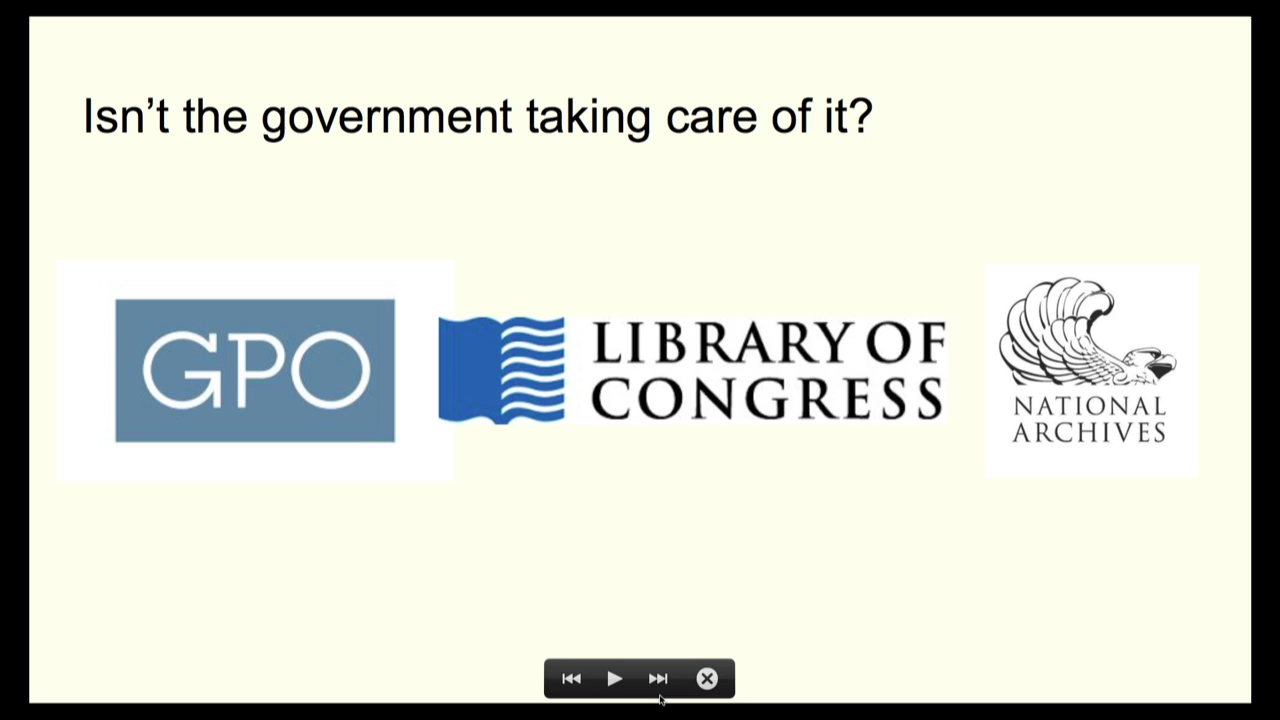 Isn’t the government taking care of it?
GPO
LIBRARY OF
CONGRESS
NATIONAL
ARCHIVES